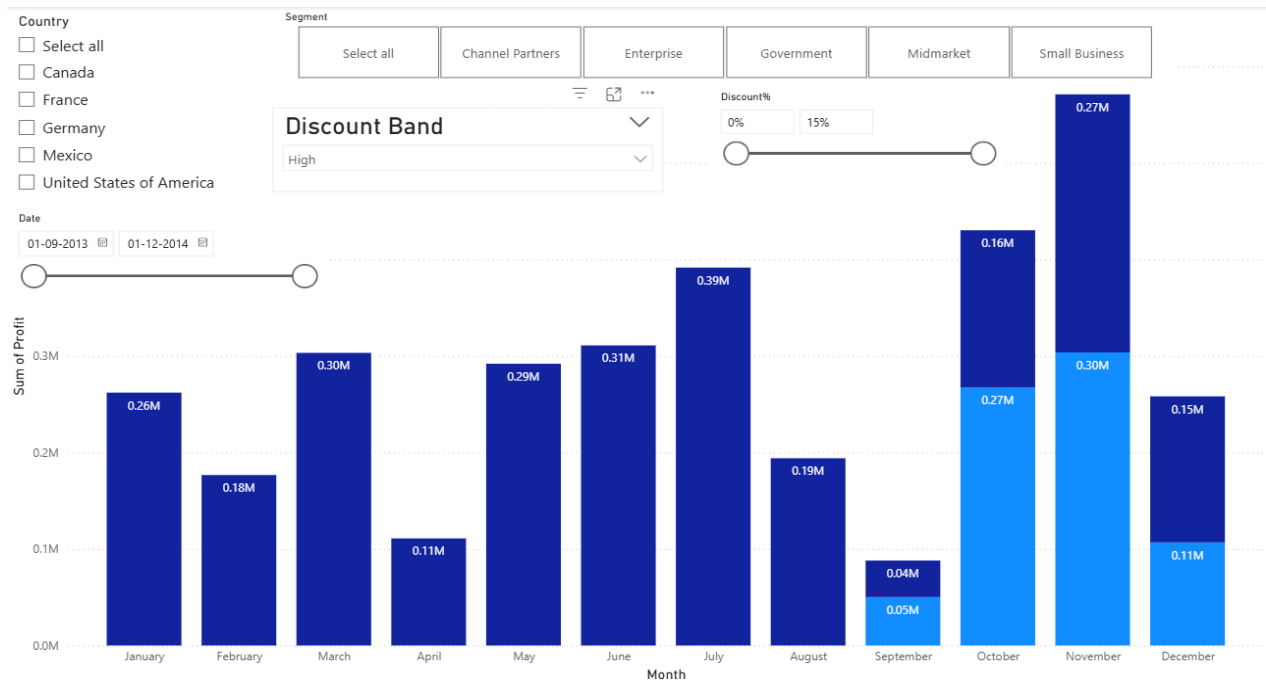 Country
Select all
Canada
France
Germany
Mexico
United States of America
Segment
Select all
Channel Partners
Enterprise
Government
Midmarket
Small Business
Discount Band
High
Discount%
0% 15%
Date
01-09-2013 01-12-2014
Sum of Profit
0.3M
0.2M
0.1M
0.0M
0.26M
0.18M
0.30M
0.11M
0.29M
0.31M
0.39M
0.19M
0.04M
0.05M
0.16M
0.27M
0.27M
0.30M
0.15M
0.11M
January February March April May June July August September October November December
Month